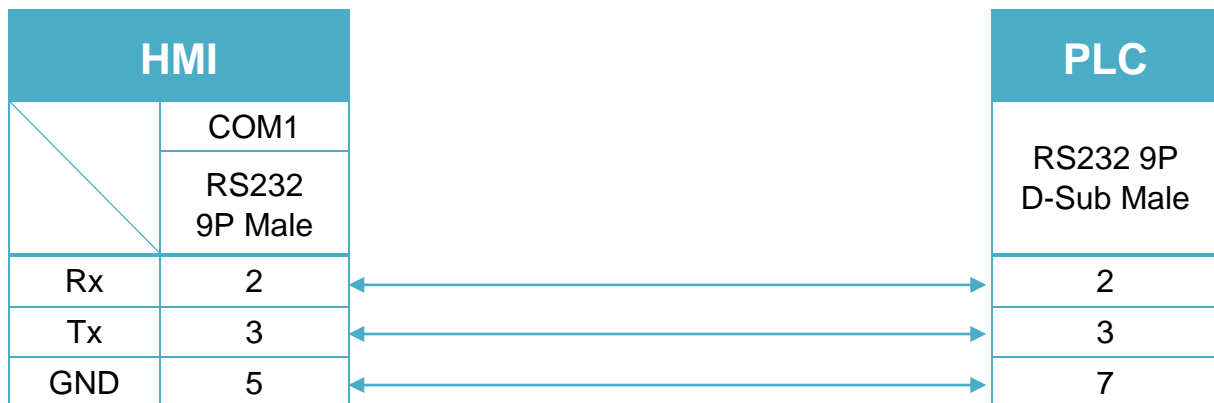 HMI
PLC
COM1
RS232
9P Male
RS232 9P
D-Sub Male
Rx 2 2
Tx 3 3
GND 5 7